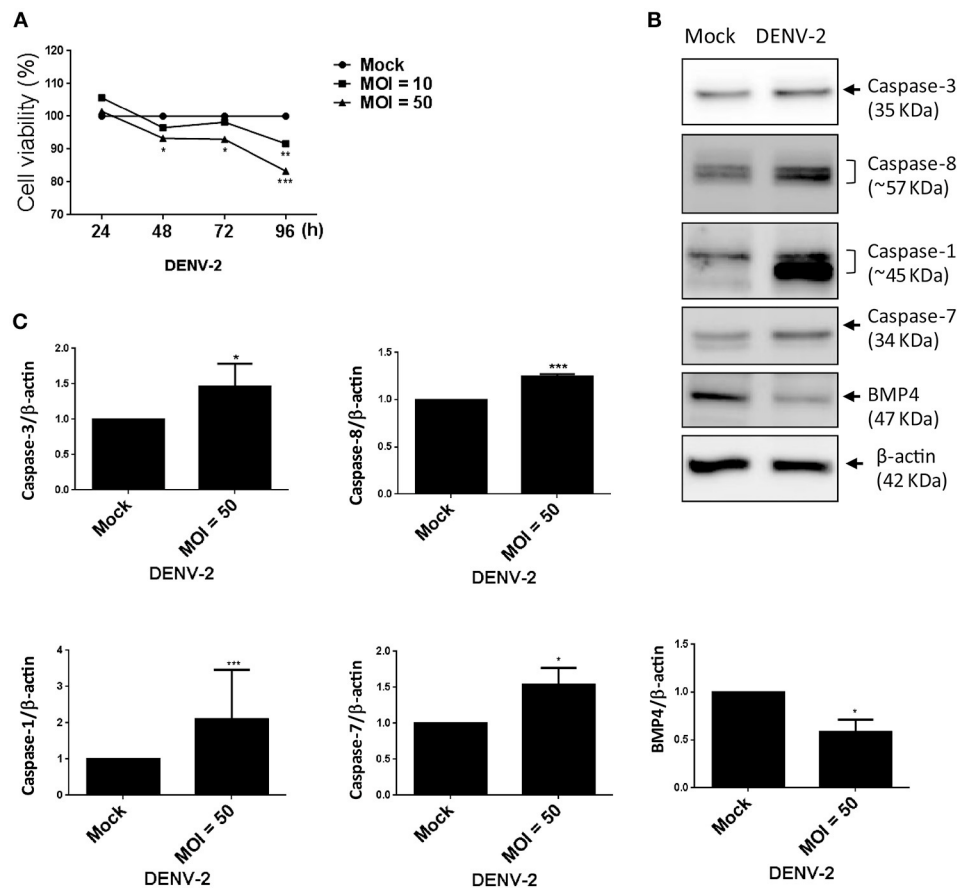 A
Cell viability (%)
120
110
100
90
80
70
24 48 72 96 (h)
DENV-2
Mock
MOI = 10
MOI = 50
* * ** ***
B
Mock DENV-2
Caspase-3
(35 KDa)
Caspase-8
(~57 KDa)
Caspase-1
(~45 KDa)
Caspase-7
(34 KDa)
BMP4
(47 KDa)
β-actin
(42 KDa)
C
Caspase-3/β-actin
2.0
1.5
1.0
0.5
0.0
*
Mock
MOI = 50
DENV-2
Caspase-8/β-actin
1.5
1.0
0.5
0.0
***
Mock
MOI = 50
DENV-2
Caspase-1/β-actin
4
3
2
1
0
***
Mock
MOI = 50
DENV-2
Caspase-7/β-actin
2.0
1.5
1.0
0.5
0.0
*
Mock
MOI = 50
DENV-2
BMP4/β-actin
1.5
1.0
0.5
0.0
*
Mock
MOI = 50
DENV-2